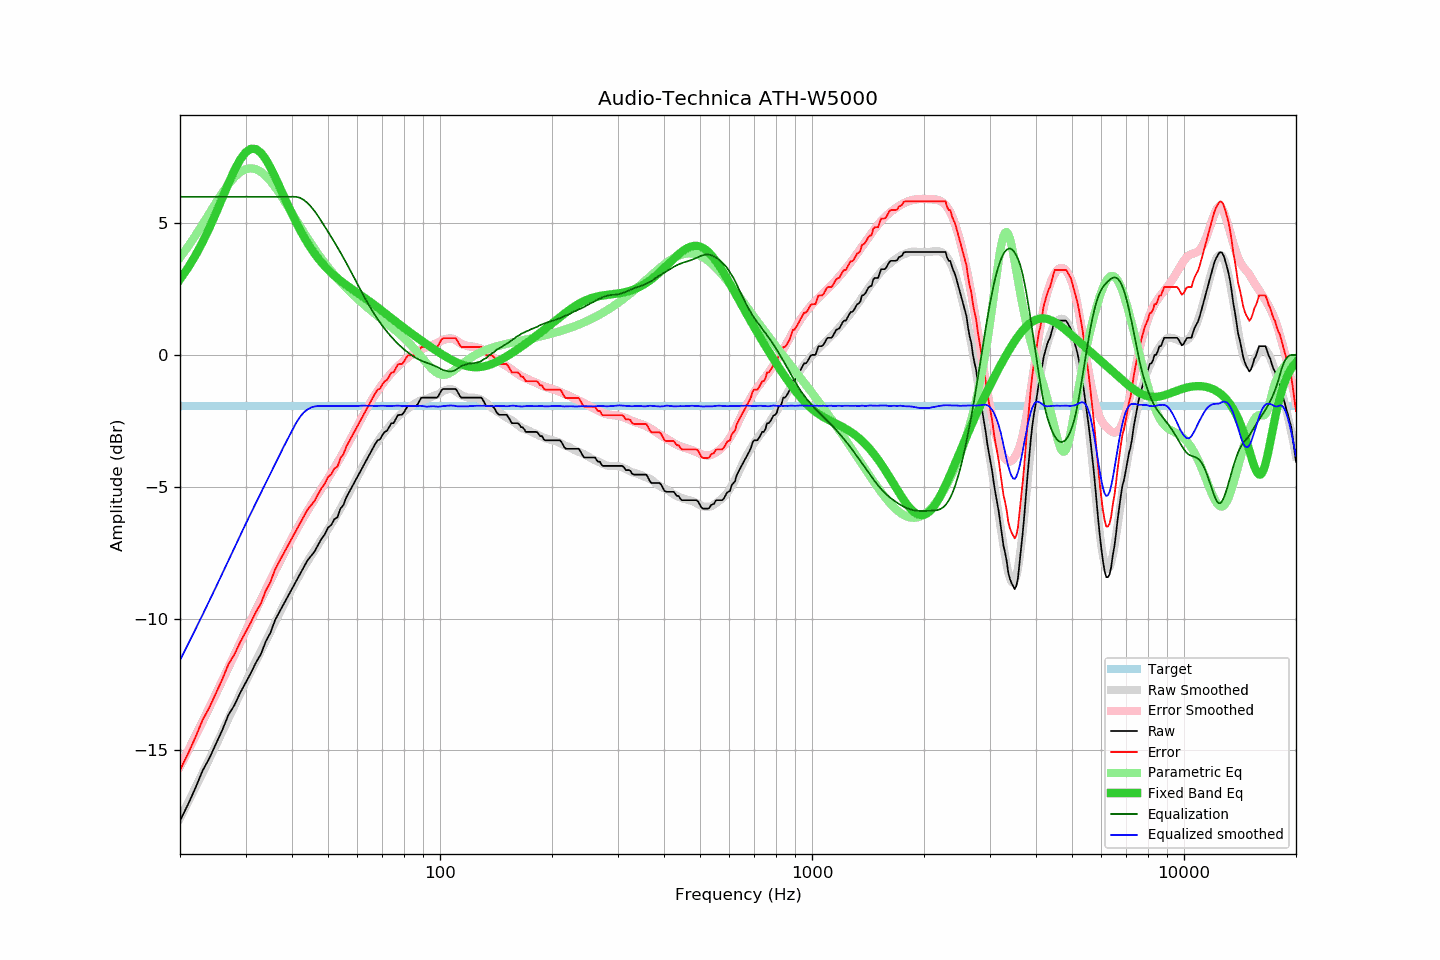 Audio-Technica ATH-W5000
Amplitude (dBr)
5
0
−5
−10
−15
100
1000
10000
Frequency (Hz)
Target
Raw Smoothed
Error Smoothed
Raw
Error
Parametric Eq
Fixed Band Eq
Equalization
Equalized smoothed